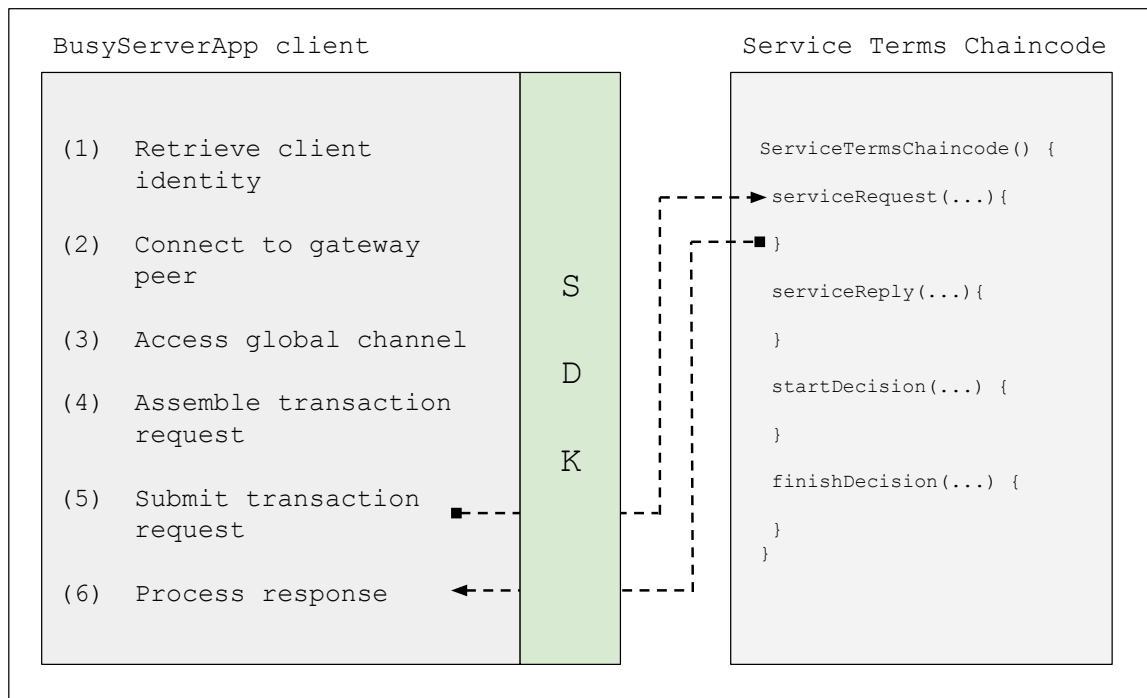 BusyServerApp client
(1) Retrieve client
identity
(2) Connect to gateway
peer
(3) Access global channel
(4) Assemble transaction
request
(5) Submit transaction
request
(6) Process response
S
D
K
Service Terms Chaincode
ServiceTermsChaincode() {
serviceRequest(...){
}
serviceReply(...){
}
startDecision(...) {
}
finishDecision(...) {
}
}